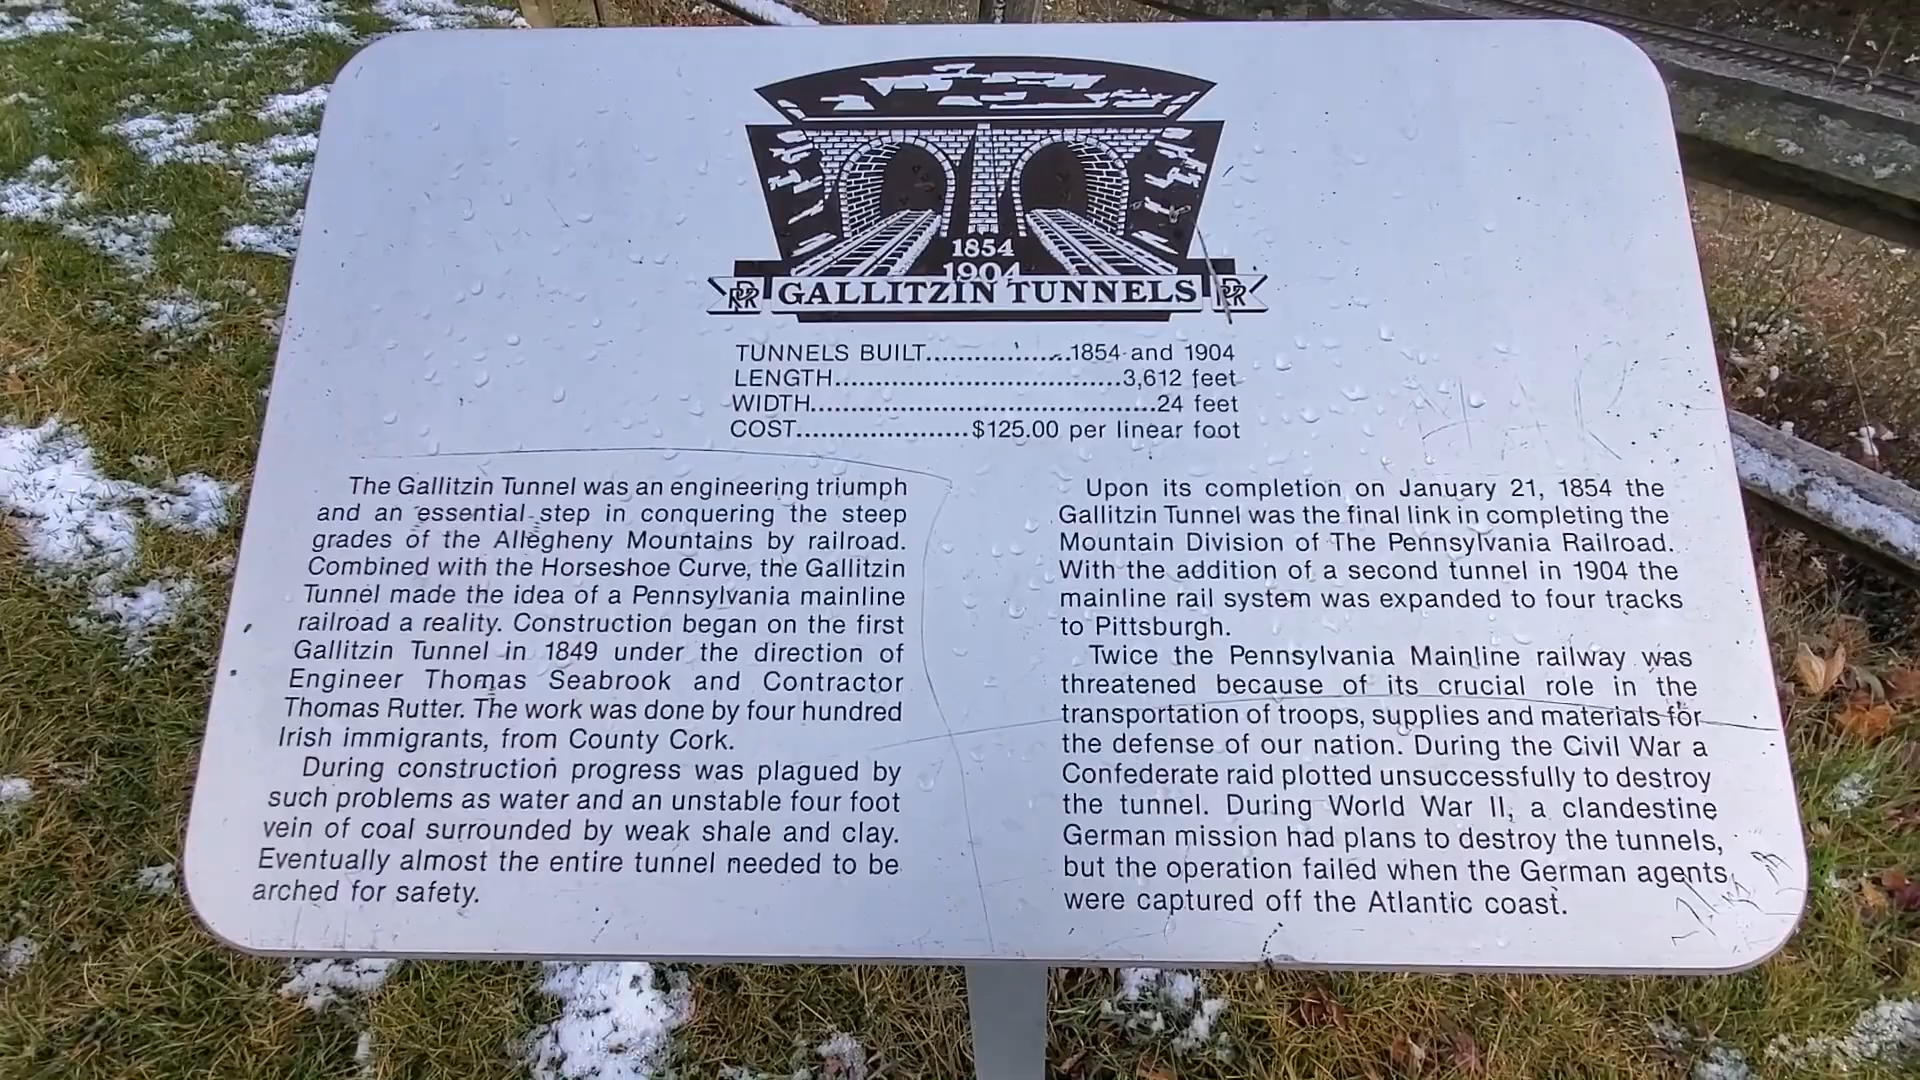 1854
1904
PRR GALLITZIN TUNNELS PRR
TUNNELS BUILT.................1854 and 1904
LENGTH.................................3,612 feet
WIDTH.......................................24 feet
COST....................$125.00 per linear foot
The Gallitzin Tunnel was an engineering triumph
and an essential step in conquering the steep
grades of the Allegheny Mountains by railroad.
Combined with the Horseshoe Curve, the Gallitzin
Tunnel made the idea of a Pennsylvania mainline
railroad a reality. Construction began on the first
Gallitzin Tunnel in 1849 under the direction of
Engineer Thomas Seabrook and Contractor
Thomas Rutter. The work was done by four hundred
Irish immigrants, from County Cork.
During construction progress was plagued by
such problems as water and an unstable four foot
vein of coal surrounded by weak shale and clay.
Eventually almost the entire tunnel needed to be
arched for safety.
Upon its completion on January 21, 1854 the
Gallitzin Tunnel was the final link in completing the
Mountain Division of The Pennsylvania Railroad.
With the addition of a second tunnel in 1904 the
mainline rail system was expanded to four tracks
to Pittsburgh.
Twice the Pennsylvania Mainline railway was
threatened because of its crucial role in the
transportation of troops, supplies and materials for
the defense of our nation. During the Civil War a
Confederate raid plotted unsuccessfully to destroy
the tunnel. During World War II, a clandestine
German mission had plans to destroy the tunnels,
but the operation failed when the German agents
were captured off the Atlantic coast.